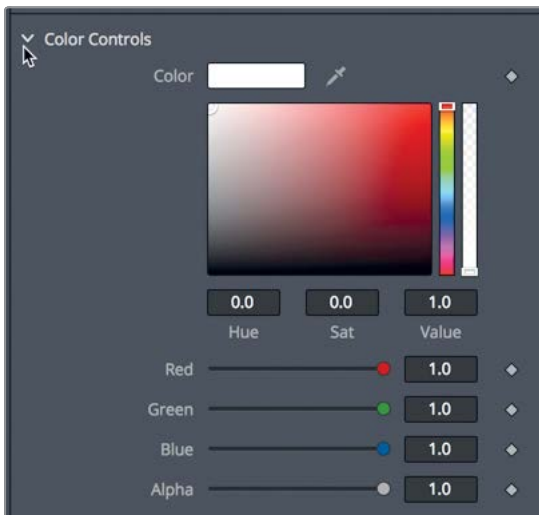 Color Controls
Color
0.0 0.0 1.0
Hue Sat Value
Red 1.0
Green 1.0
Blue 1.0
Alpha 1.0